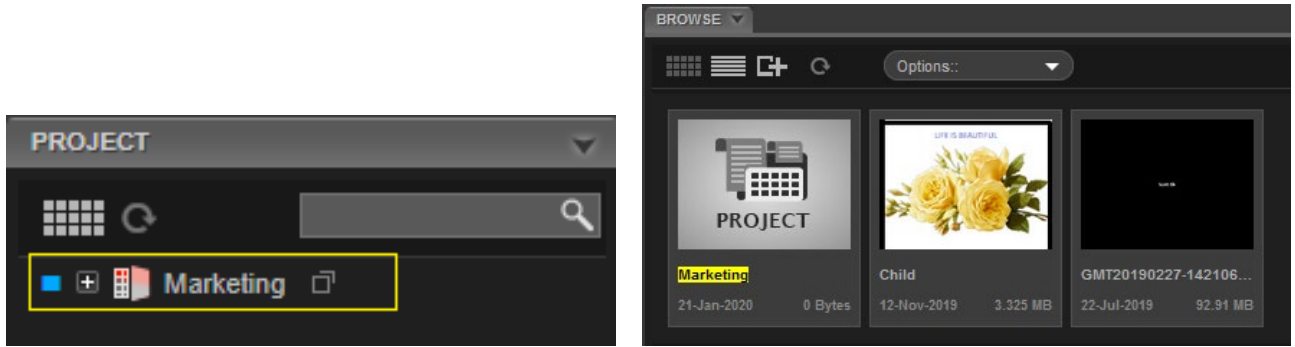 PROJECT
Marketing
BROWSE
Options::
PROJECT
LIFE IS BEAUTIFUL
Marketing
21-Jan-2020 0 Bytes
Child
12-Nov-2019 3.325 MB
GMT20190227-142106...
22-Jul-2019 92.91 MB